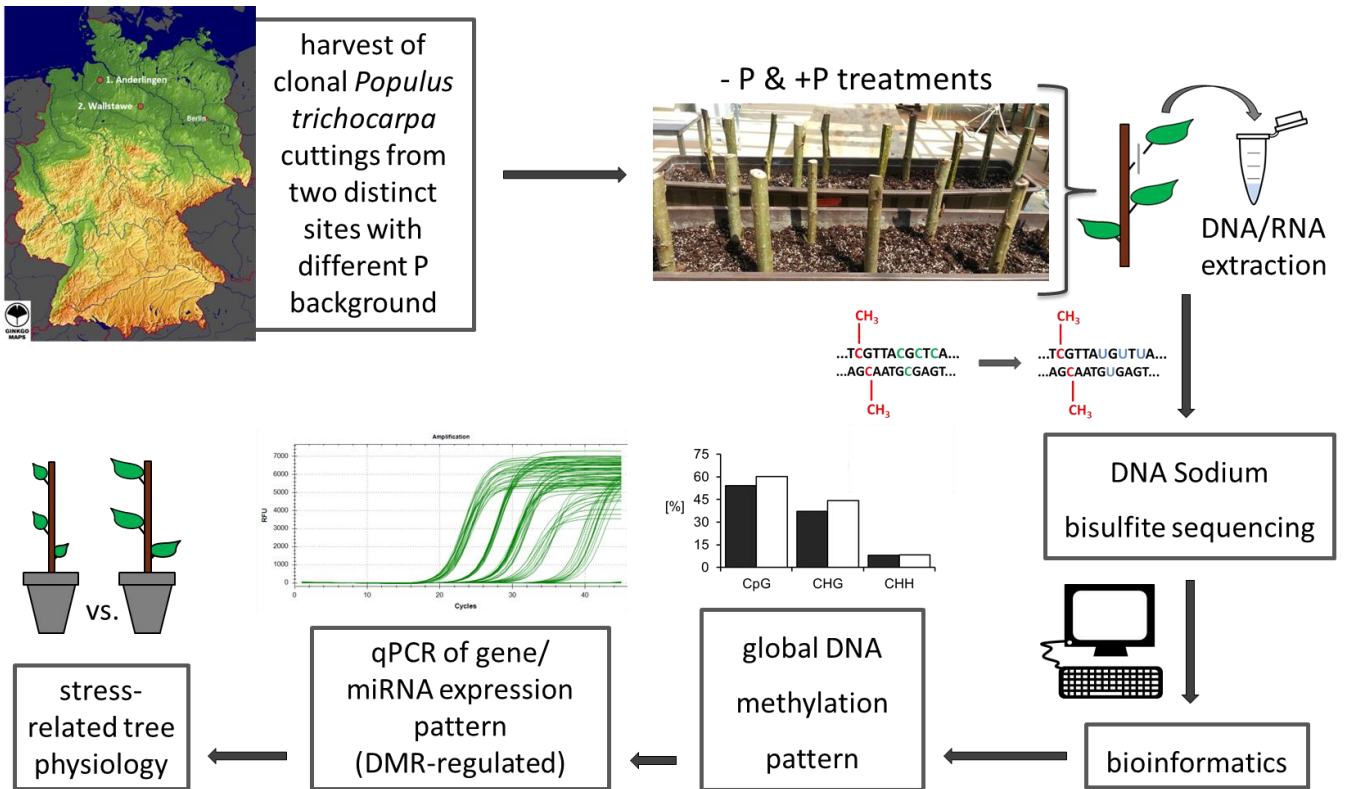 1. Anderlingen
2. Wallstawe
Berlin
GINKGO
MAPS
harvest of
clonal Populus
trichocarpa
cuttings from
two distinct
sites with
different P
background
- P & +P treatments
DNA/RNA
extraction
CH3
...TCGTTACGCTCA...
...AGCAATGCGAGT...
CH3
CH3
...TCGTTAUGUTUA...
...AGCAATGUGAGT...
CH3
DNA Sodium
bisulfite sequencing
bioinformatics
75
60
45
30
15
0
[%]
CpG
CHG
CHH
global DNA
methylation
pattern
Amplification
7000
6000
5000
4000
3000
2000
1000
0
RFU
0
10
20
30
40
Cycles
qPCR of gene/
miRNA expression
pattern
(DMR-regulated)
vs.
stress-
related tree
physiology